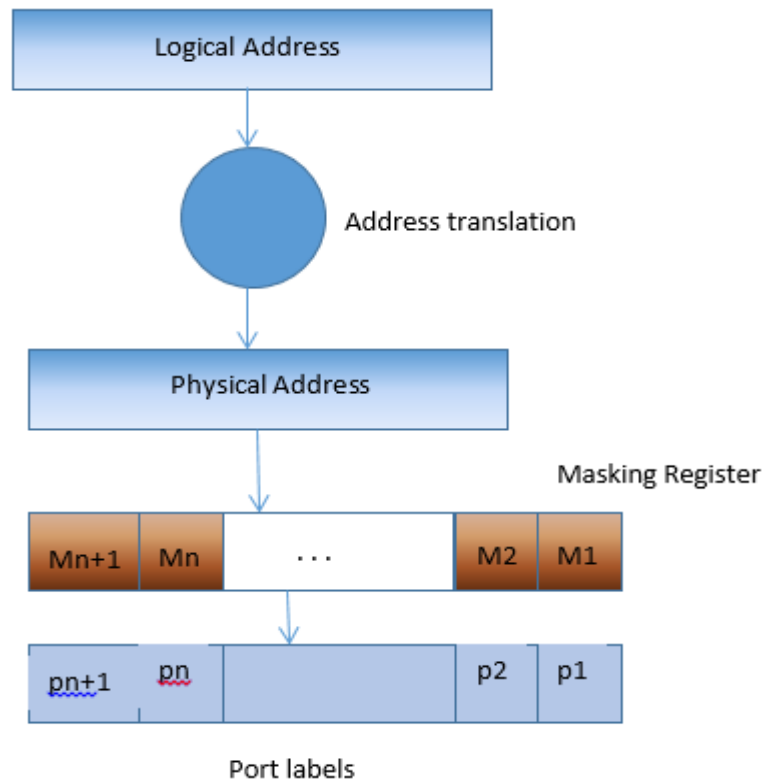 Logical Address
Address translation
Physical Address
Masking Register
Mn+1 Mn ... M2 M1
pn+1 pn p2 p1
Port labels